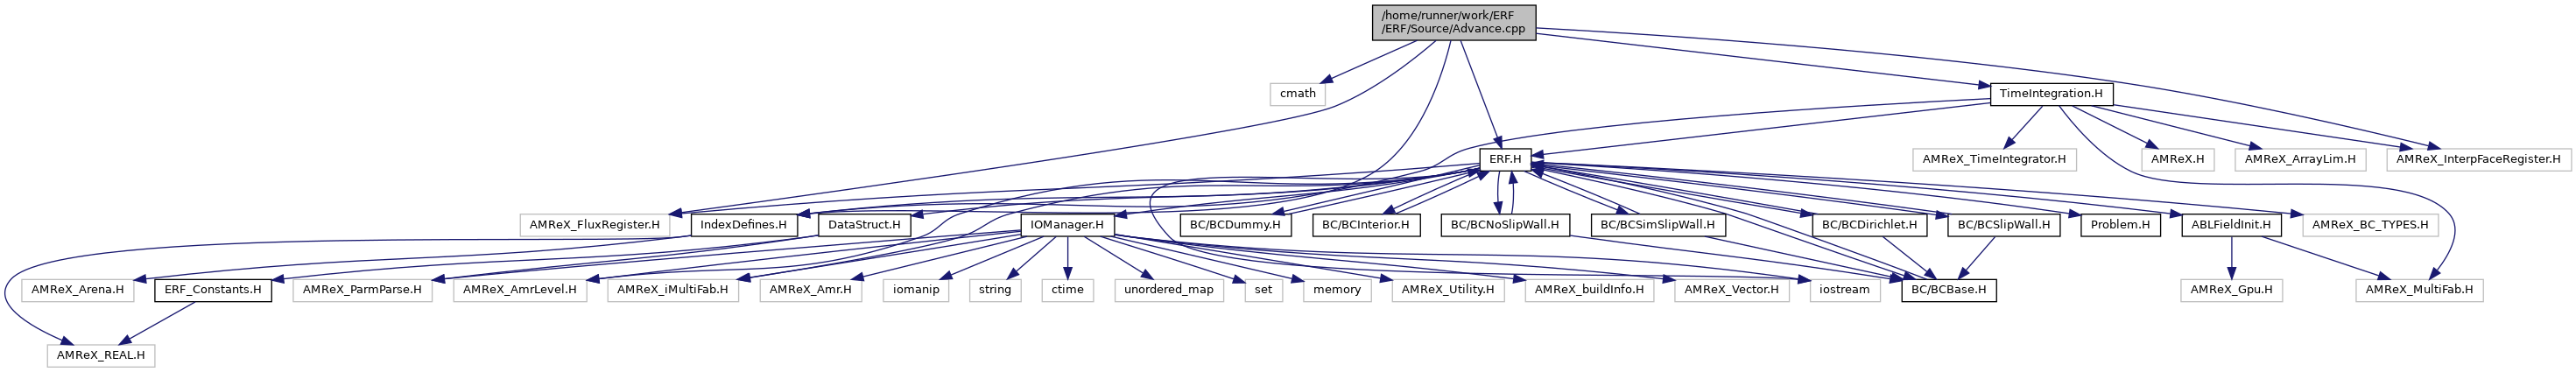 /home/runner/work/ERF
/ERF/Source/Advance.cpp
cmath
TimeIntegration.H
ERF.H
AMReX_TimeIntegrator.H
AMReX.H
AMReX_ArrayLim.H
AMReX_InterpFaceRegister.H
AMReX_FluxRegister.H
IndexDefines.H
DataStruct.H
IOManager.H
BC/BCDummy.H
BC/BCInterior.H
BC/BCNoSlipWall.H
BC/BCSimSlipWall.H
BC/BCDirichlet.H
BC/BCSlipWall.H
Problem.H
ABLFieldInit.H
AMReX_BC_TYPES.H
AMReX_Arena.H
ERF_Constants.H
AMReX_ParmParse.H
AMReX_AmrLevel.H
AMReX_iMultiFab.H
AMReX_Amr.H
iomanip
string
ctime
unordered_map
set
memory
AMReX_Utility.H
AMReX_buildInfo.H
AMReX_Vector.H
iostream
BC/BCBase.H
AMReX_Gpu.H
AMReX_MultiFab.H
AMReX_REAL.H